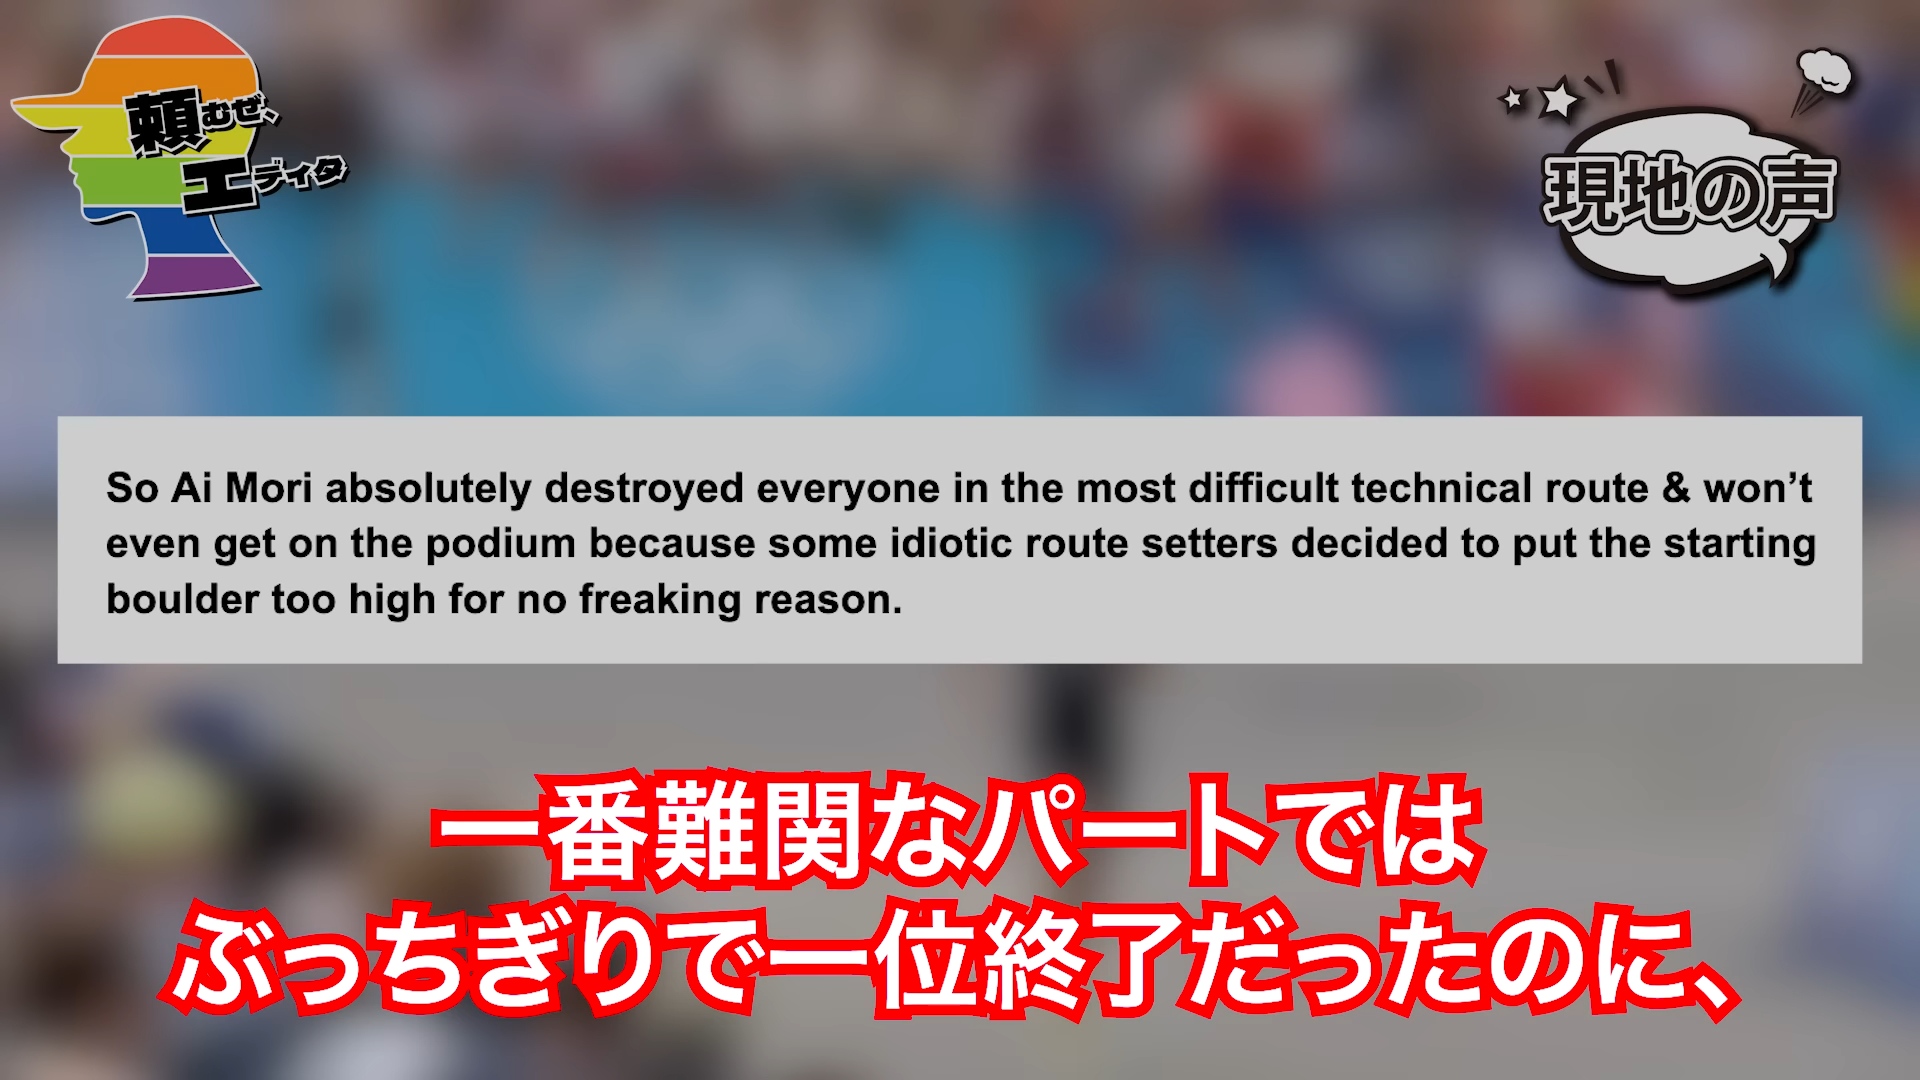 頼むぜ、
エディタ
現地の声
So Ai Mori absolutely destroyed everyone in the most difficult technical route & won’t
even get on the podium because some idiotic route setters decided to put the starting
boulder too high for no freaking reason.
一番難関なパートでは
ぶっちぎりで一位終了だったのに、